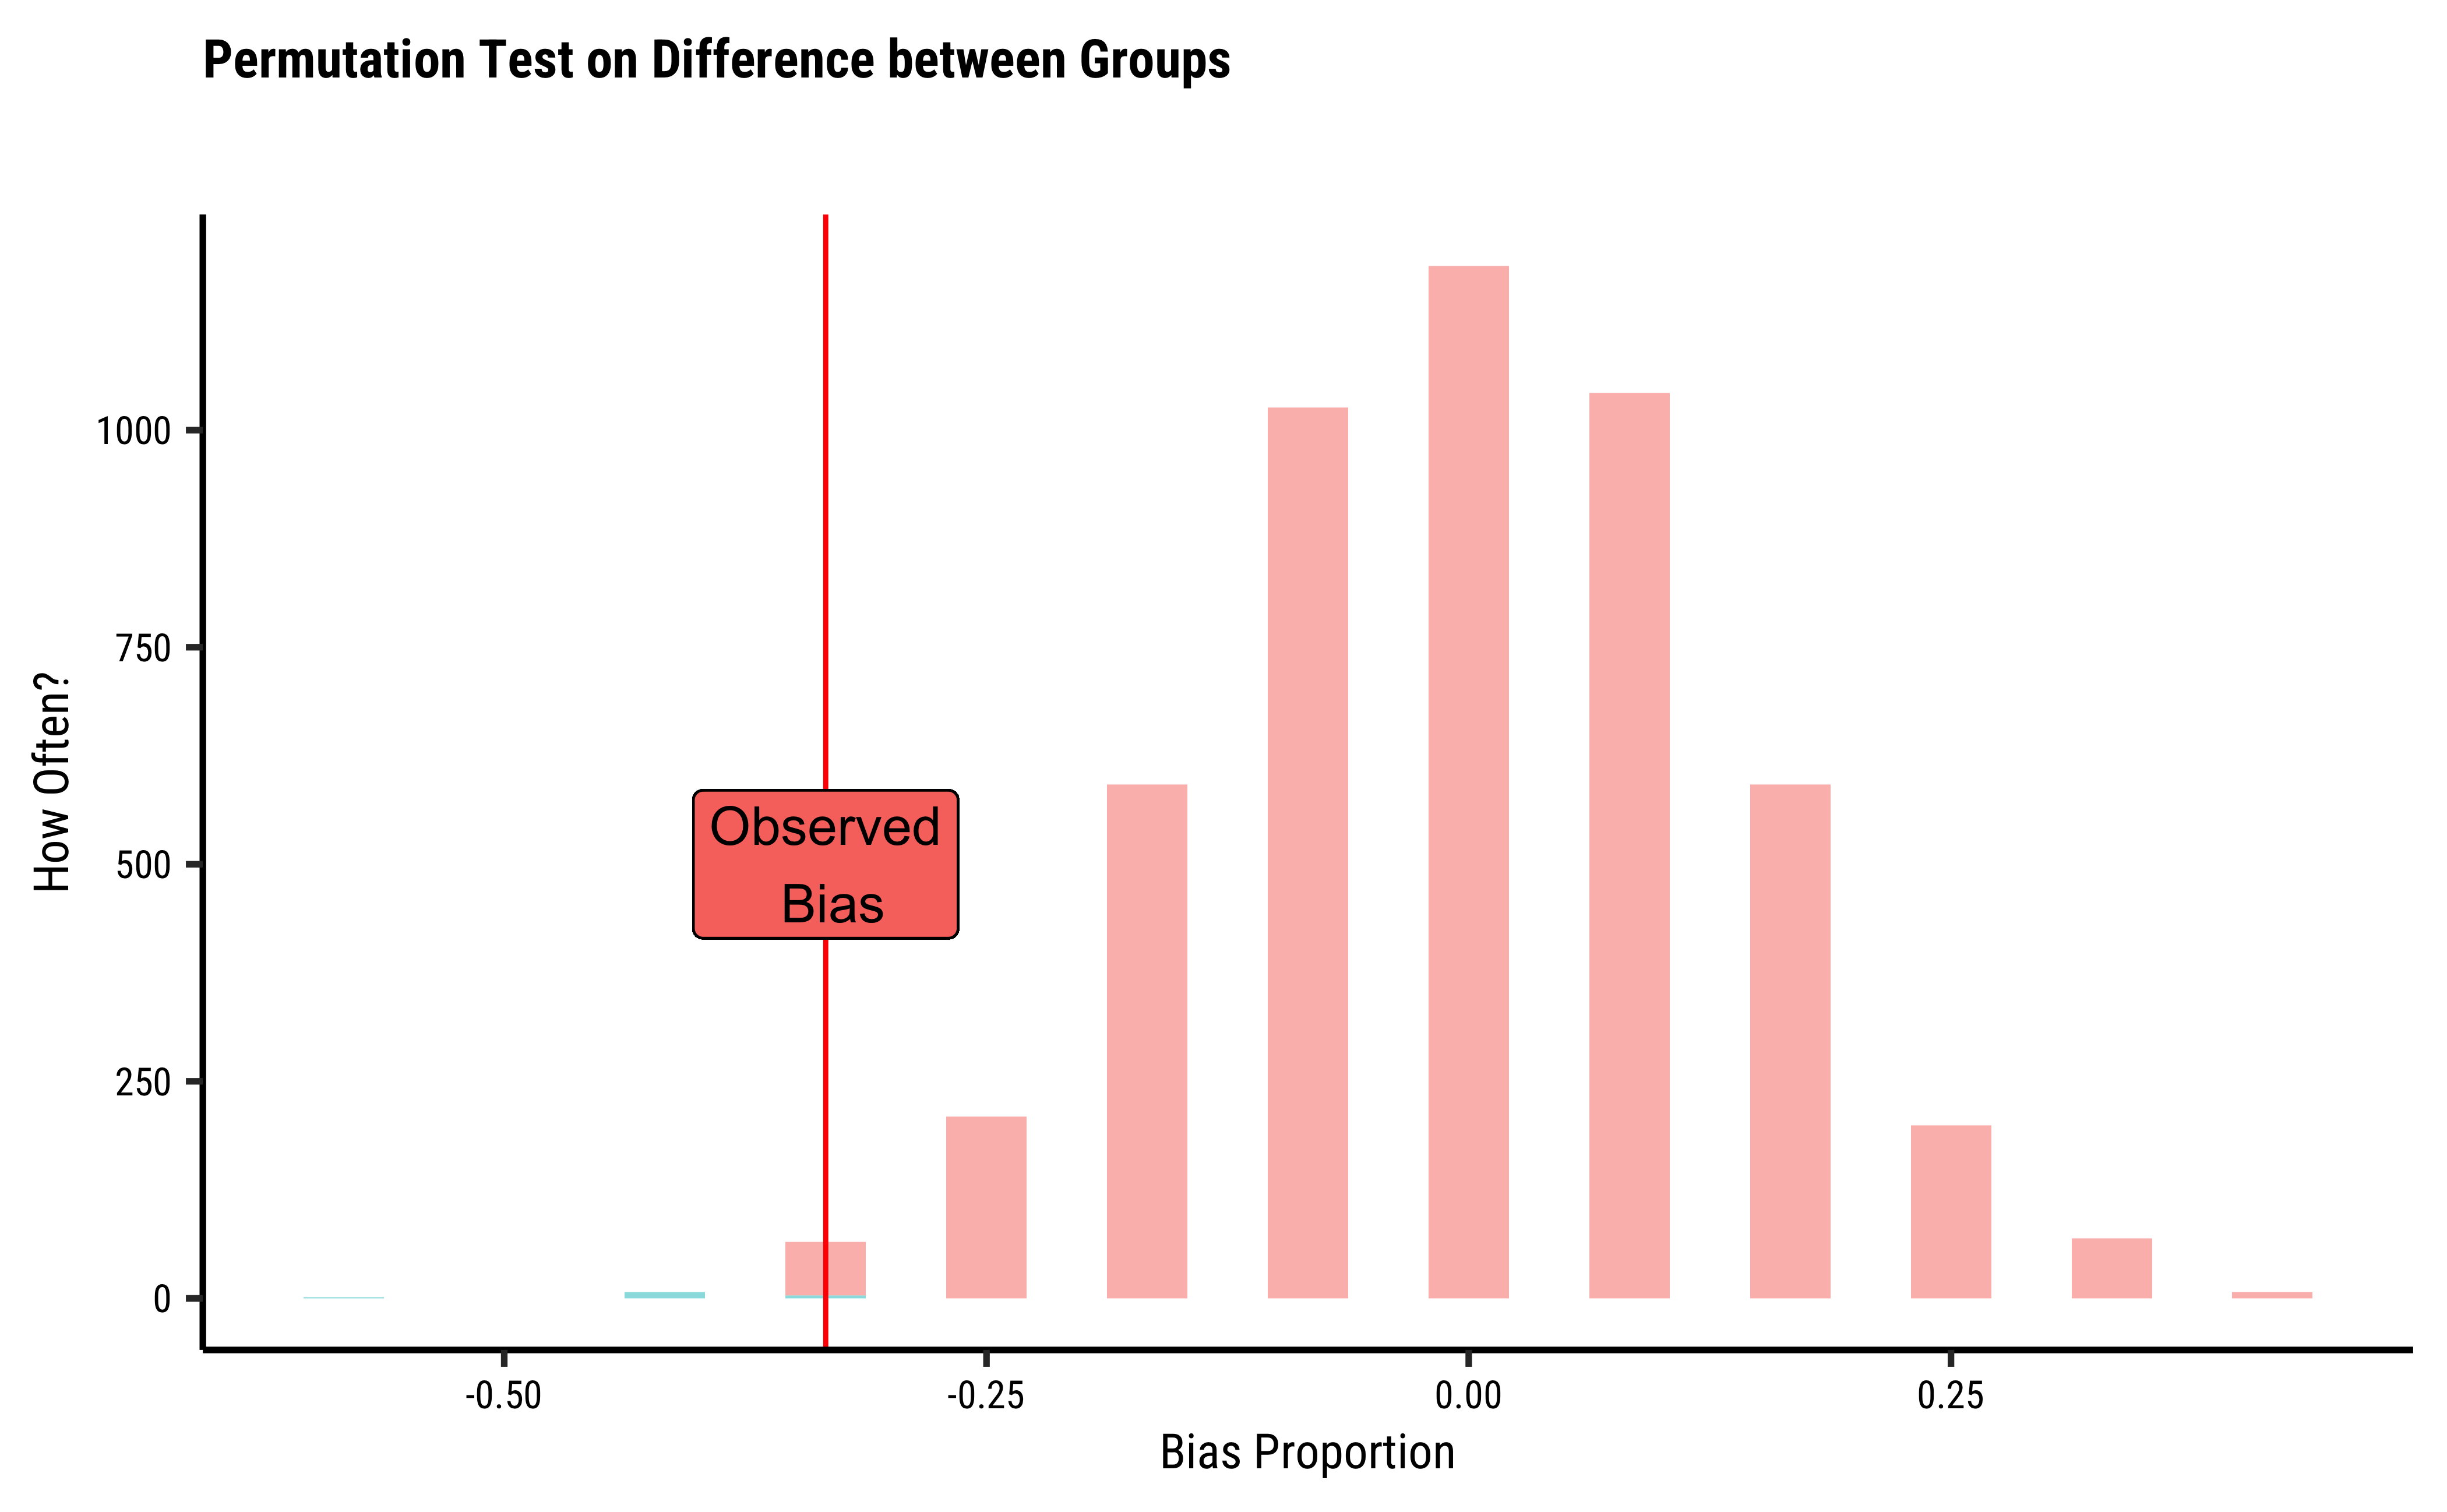 Permutation Test on Difference between Groups
How Often?
1000
750
500
250
0
Observed
Bias
-0.50
-0.25
0.00
0.25
Bias Proportion